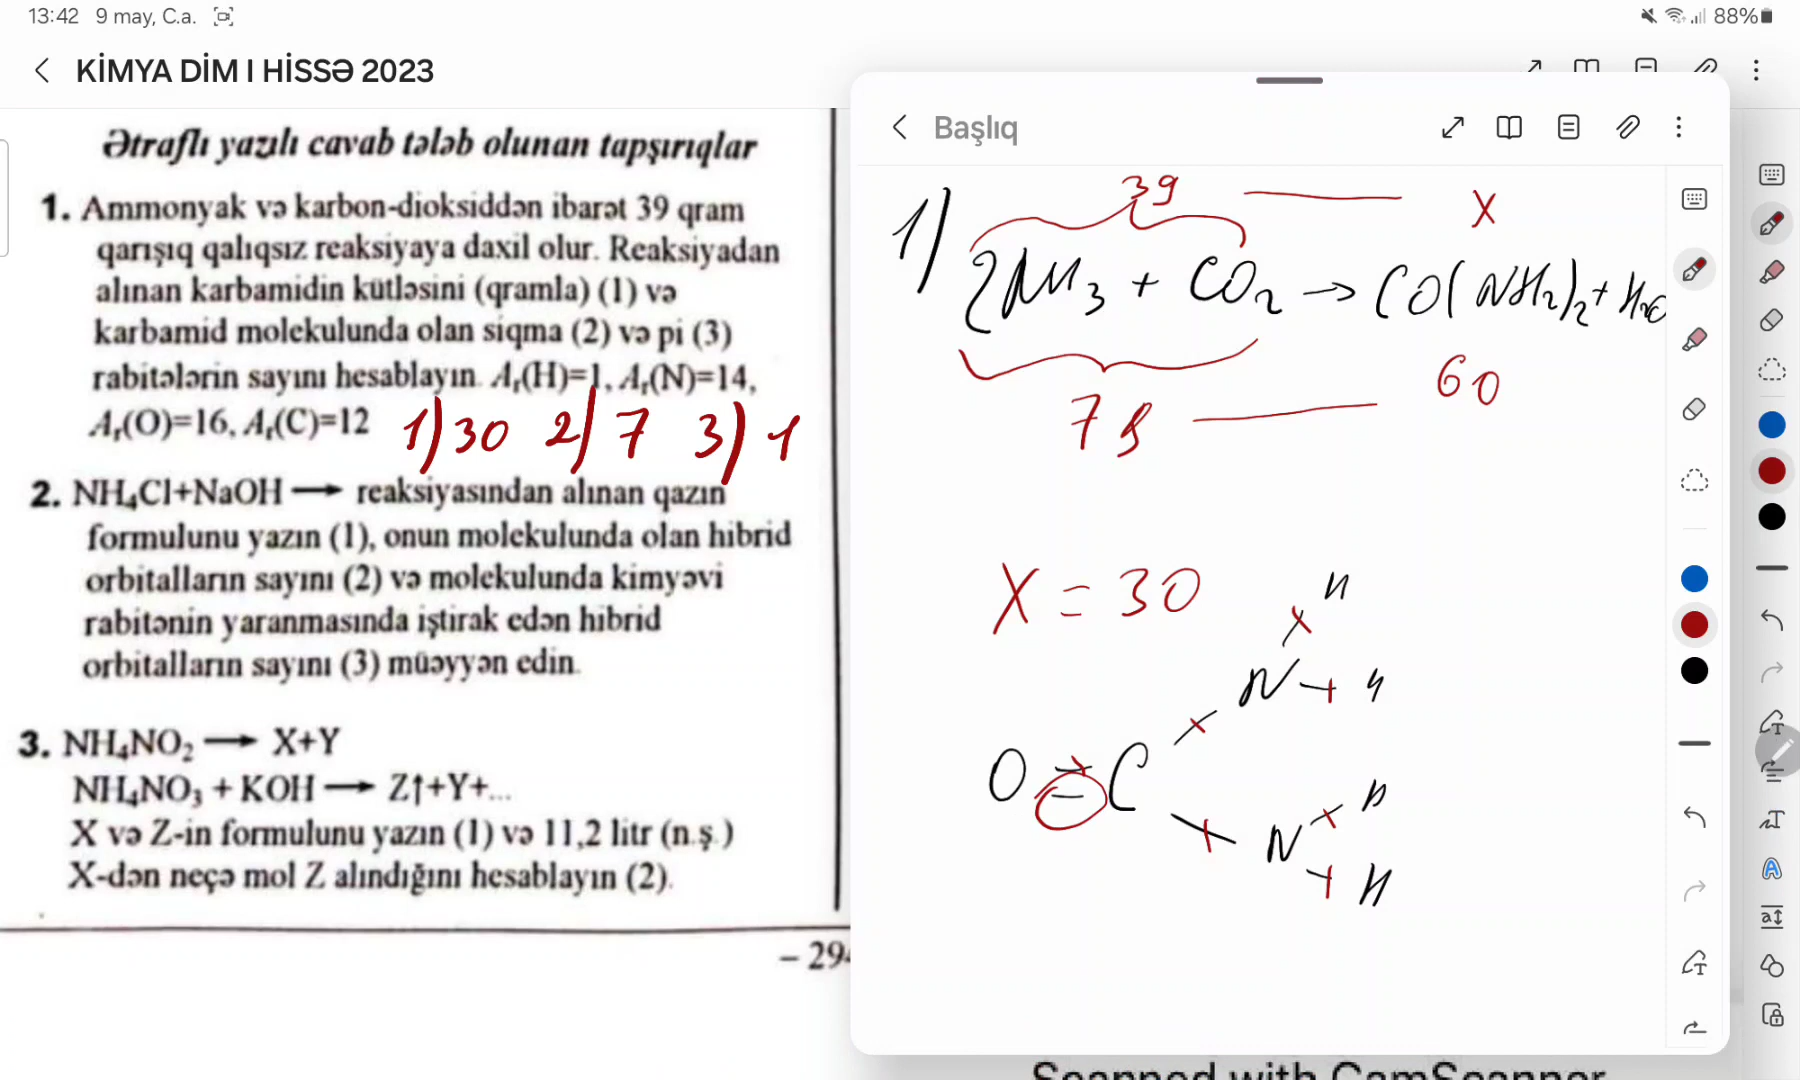 13:42 9 may, C.a. 88%
KİMYA DİM I HİSSƏ 2023
Ətraflı yazılı cavab tələb olunan tapşırıqlar
1. Ammonyak və karbon-dioksiddən ibarət 39 qram
qarışıq qalıqsız reaksiyaya daxil olur. Reaksiyadan
alınan karbamidin kütləsini (qramla) (1) və
karbamid molekulunda olan siqma (2) və pi (3)
rabitələrin sayını hesablayın. Aᵣ(H)=1, Aᵣ(N)=14,
Aᵣ(O)=16, Aᵣ(C)=12 1) 30 2) 7 3) 1
2. NH₄Cl+NaOH ⟶ reaksiyasından alınan qazın
formulunu yazın (1), onun molekulunda olan hibrid
orbitalların sayını (2) və molekulunda kimyəvi
rabitənin yaranmasında iştirak edən hibrid
orbitalların sayını (3) müəyyən edin.
3. NH₄NO₂ ⟶ X+Y
NH₄NO₃ + KOH ⟶ Z↑+Y+...
X və Z-in formulunu yazın (1) və 11,2 litr (n.ş.)
X-dən neçə mol Z alındığını hesablayın (2).
– 29
Başlıq
39 X
1) 2NH₃ + CO₂ → CO(NH₂)₂ + H₂O
78 60
X = 30
H
N H
O = C
N H
H
Scanned with CamScanner